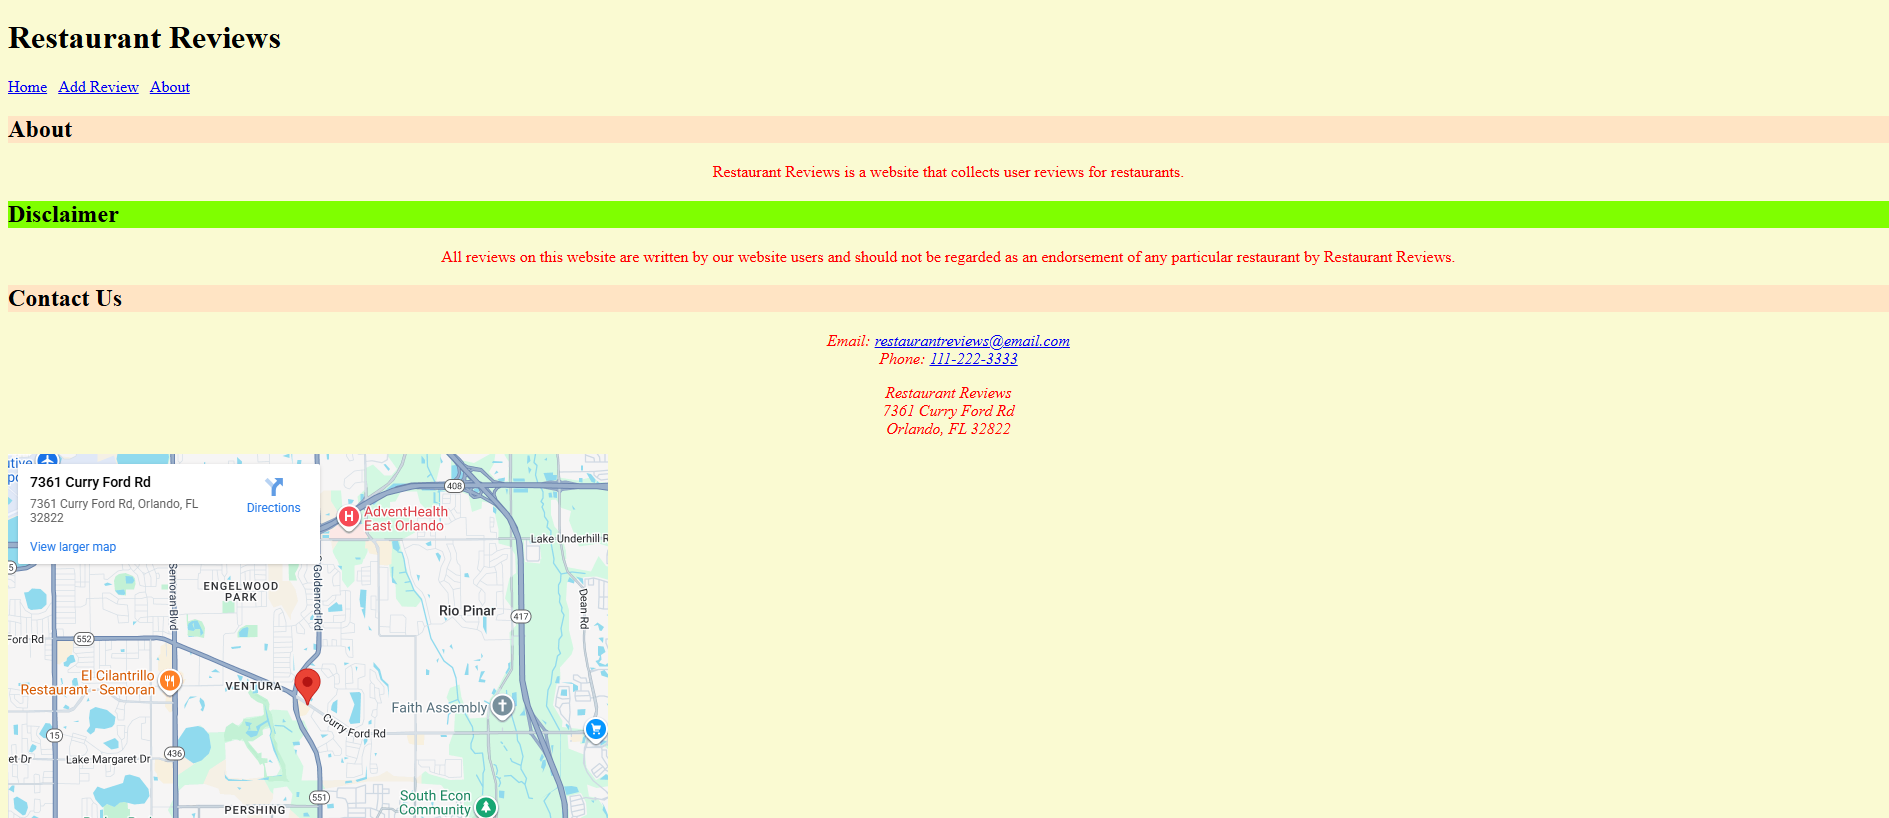 Restaurant Reviews
Home Add Review About
About
Restaurant Reviews is a website that collects user reviews for restaurants.
Disclaimer
All reviews on this website are written by our website users and should not be regarded as an endorsement of any particular restaurant by Restaurant Reviews.
Contact Us
Email: restaurantreviews@email.com
Phone: 111-222-3333
Restaurant Reviews
7361 Curry Ford Rd
Orlando, FL 32822
7361 Curry Ford Rd
7361 Curry Ford Rd, Orlando, FL
32822
Directions
View larger map
408
AdventHealth
East Orlando
Lake Underhill R
Semoran Blvd
Goldenrod Rd
ENGELWOOD
PARK
Rio Pinar
417
Dean Rd
Ford Rd
552
El Cilantrillo
Restaurant - Semoran
VENTURA
Faith Assembly
Curry Ford Rd
15
436
et Dr
Lake Margaret Dr
551
South Econ
Community
PERSHING